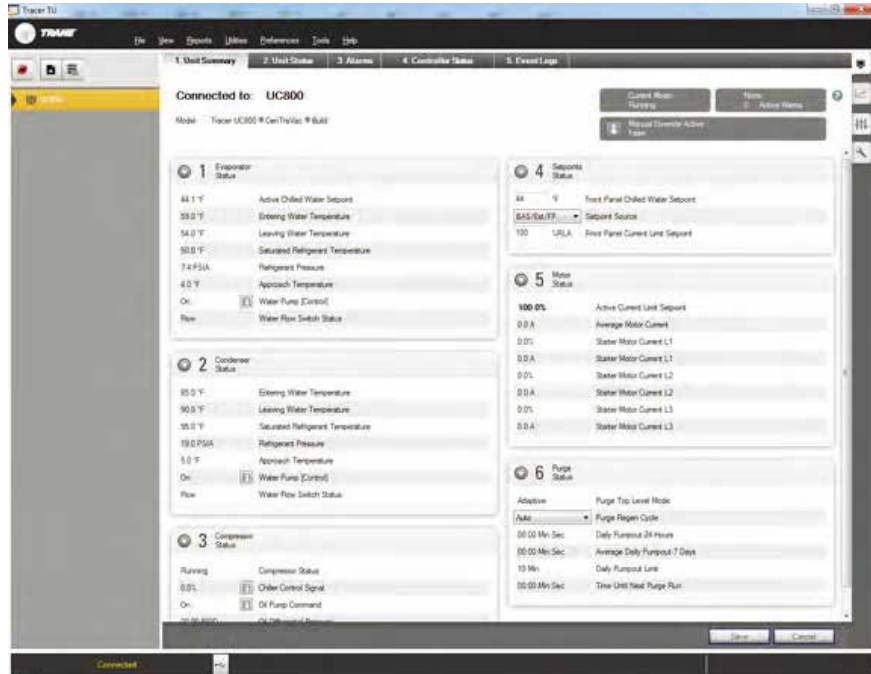 Tracer TU
TRANE
File View Reports Utilities Preferences Tools Help
1. Unit Summary 2. Unit Status 3. Alarms 4. Controller Status 5. Event Logs
Connected to: UC800
Model: Tracer UC800 ® CenTraVac ® Build
Current Mode:
Running
None
0 Active Alarms
Manual Override Active
1 Evaporator Status
44.1 °F Active Chilled Water Setpoint
Entering Water Temperature
54.0 °F Leaving Water Temperature
50.0 °F Saturated Refrigerant Temperature
7.4 PSIA Refrigerant Pressure
4.0 °F Approach Temperature
On Water Pump [Control]
Flow Water Flow Switch Status
2 Condenser Status
85.0 °F Entering Water Temperature
90.0 °F Leaving Water Temperature
95.0 °F Saturated Refrigerant Temperature
19.0 PSIA Refrigerant Pressure
5.0 °F Approach Temperature
On Water Pump [Control]
Flow Water Flow Switch Status
3 Compressor Status
Running Compressor Status
0.0% Chiller Control Signal
On Oil Pump Command
4 Setpoints Status
44 °F Front Panel Chilled Water Setpoint
BAS/Ext/FP Setpoint Source
100 %RLA Front Panel Current Limit Setpoint
5 Motor Status
100.0% Active Current Limit Setpoint
0.0 A Average Motor Current
0.0% Starter Motor Current L1
0.0 A Starter Motor Current L1
0.0% Starter Motor Current L2
0.0 A Starter Motor Current L2
0.0% Starter Motor Current L3
0.0 A Starter Motor Current L3
6 Purge Status
Adaptive Purge Top Level Mode
Auto Purge Regen Cycle
00:00 Min:Sec Daily Pumpout 24 Hours
00:00 Min:Sec Average Daily Pumpout-7 Days
10 Min Daily Pumpout Limit
00:00 Min:Sec Time Until Next Purge Run
Save Cancel
Connected